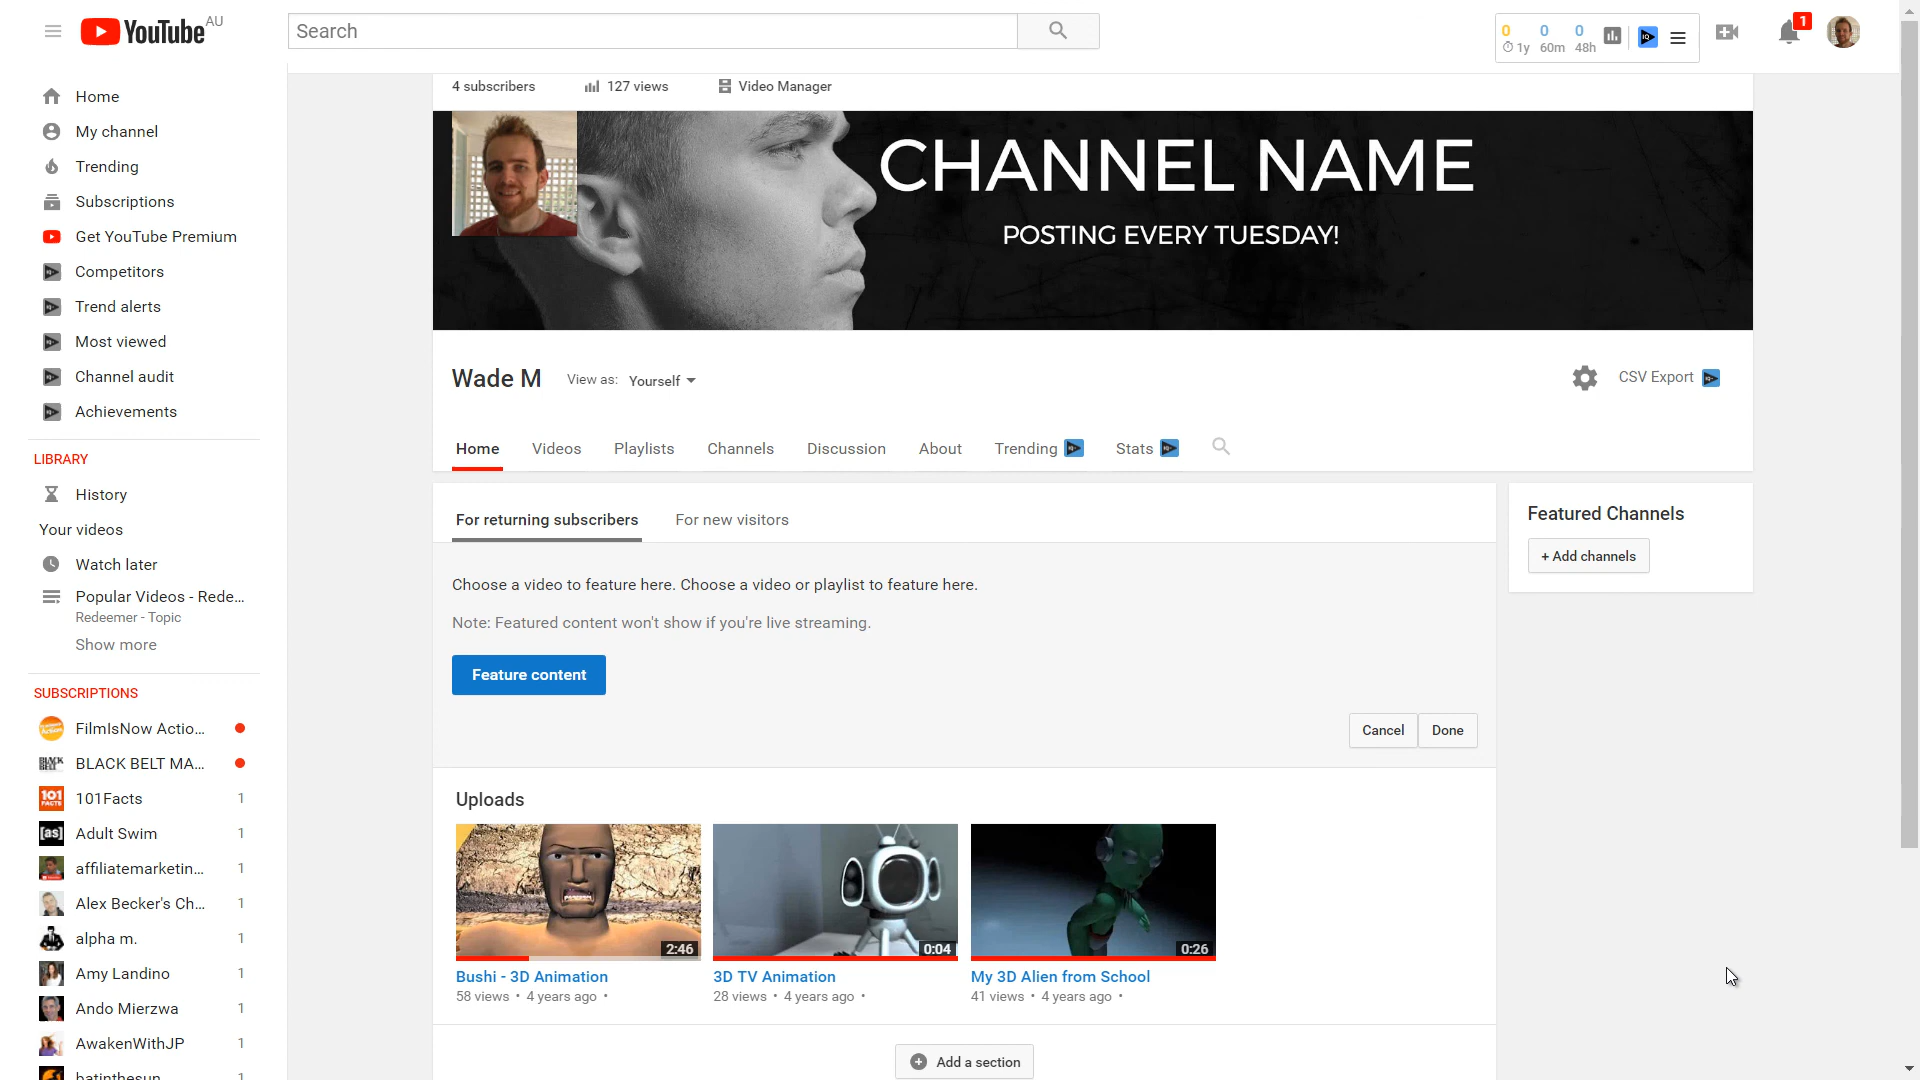 YouTube AU
Search
0 0 0
1y 60m 48h
1
Home
My channel
Trending
Subscriptions
Get YouTube Premium
Competitors
Trend alerts
Most viewed
Channel audit
Achievements
LIBRARY
History
Your videos
Watch later
Popular Videos - Rede...
Redeemer - Topic
Show more
SUBSCRIPTIONS
FilmIsNow Actio...
BLACK BELT MA...
101Facts 1
Adult Swim 1
affiliatemarketin... 1
Alex Becker's Ch... 1
alpha m. 1
Amy Landino 1
Ando Mierzwa 1
AwakenWithJP 1
batinthesun 1
4 subscribers 127 views Video Manager
CHANNEL NAME
POSTING EVERY TUESDAY!
Wade M View as: Yourself
CSV Export
Home Videos Playlists Channels Discussion About Trending Stats
For returning subscribers For new visitors
Choose a video to feature here. Choose a video or playlist to feature here.
Note: Featured content won't show if you're live streaming.
Feature content
Cancel Done
Featured Channels
+ Add channels
Uploads
2:46 0:04 0:26
Bushi - 3D Animation
58 views • 4 years ago •
3D TV Animation
28 views • 4 years ago •
My 3D Alien from School
41 views • 4 years ago •
Add a section